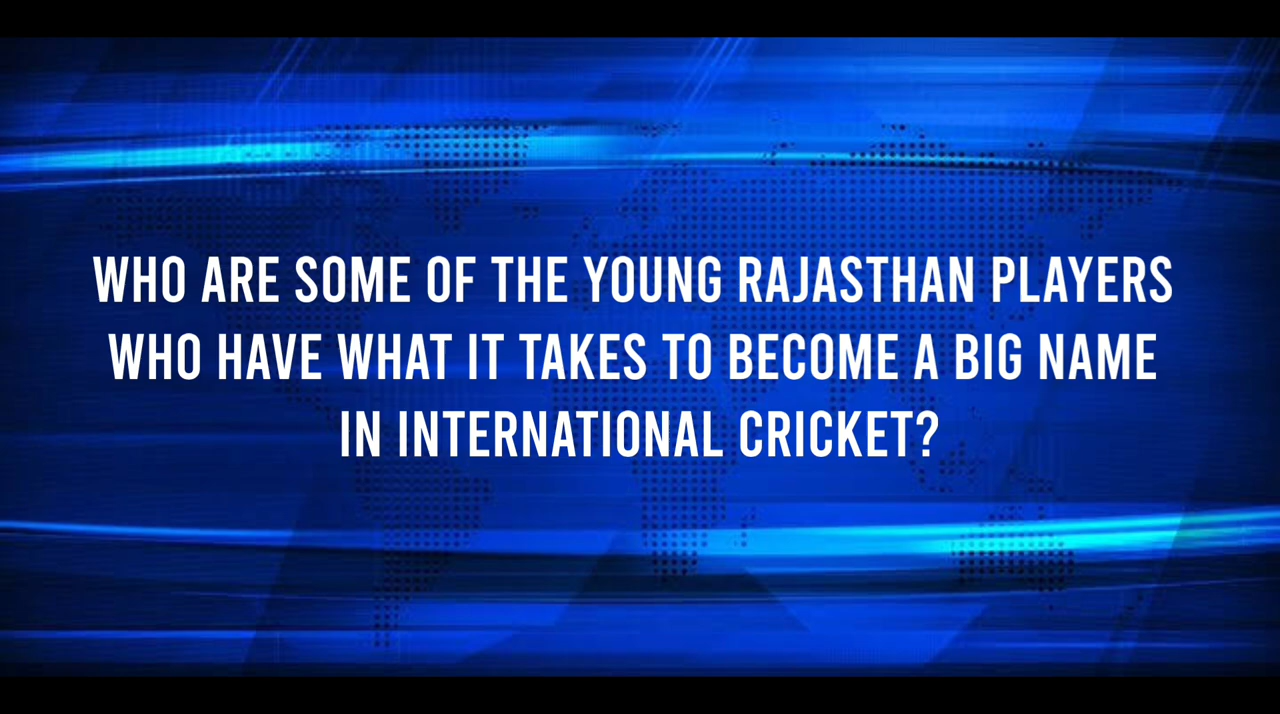 WHO ARE SOME OF THE YOUNG RAJASTHAN PLAYERS
WHO HAVE WHAT IT TAKES TO BECOME A BIG NAME
IN INTERNATIONAL CRICKET?